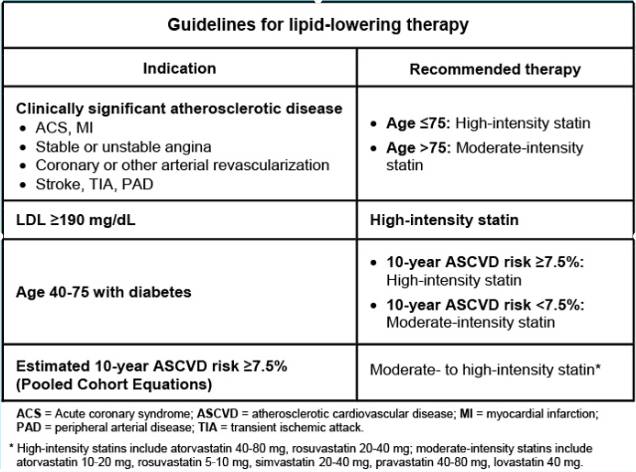 Guidelines for lipid-lowering therapy
Indication
Recommended therapy
Clinically significant atherosclerotic disease
• ACS, MI
• Stable or unstable angina
• Coronary or other arterial revascularization
• Stroke, TIA, PAD
• Age ≤75: High-intensity statin
• Age >75: Moderate-intensity
statin
LDL ≥190 mg/dL
High-intensity statin
Age 40-75 with diabetes
• 10-year ASCVD risk ≥7.5%:
High-intensity statin
• 10-year ASCVD risk <7.5%:
Moderate-intensity statin
Estimated 10-year ASCVD risk ≥7.5%
(Pooled Cohort Equations)
Moderate- to high-intensity statin*
ACS = Acute coronary syndrome; ASCVD = atherosclerotic cardiovascular disease; MI = myocardial infarction;
PAD = peripheral arterial disease; TIA = transient ischemic attack.
* High-intensity statins include atorvastatin 40-80 mg, rosuvastatin 20-40 mg; moderate-intensity statins include
atorvastatin 10-20 mg, rosuvastatin 5-10 mg, simvastatin 20-40 mg, pravastatin 40-80 mg, lovastatin 40 mg.